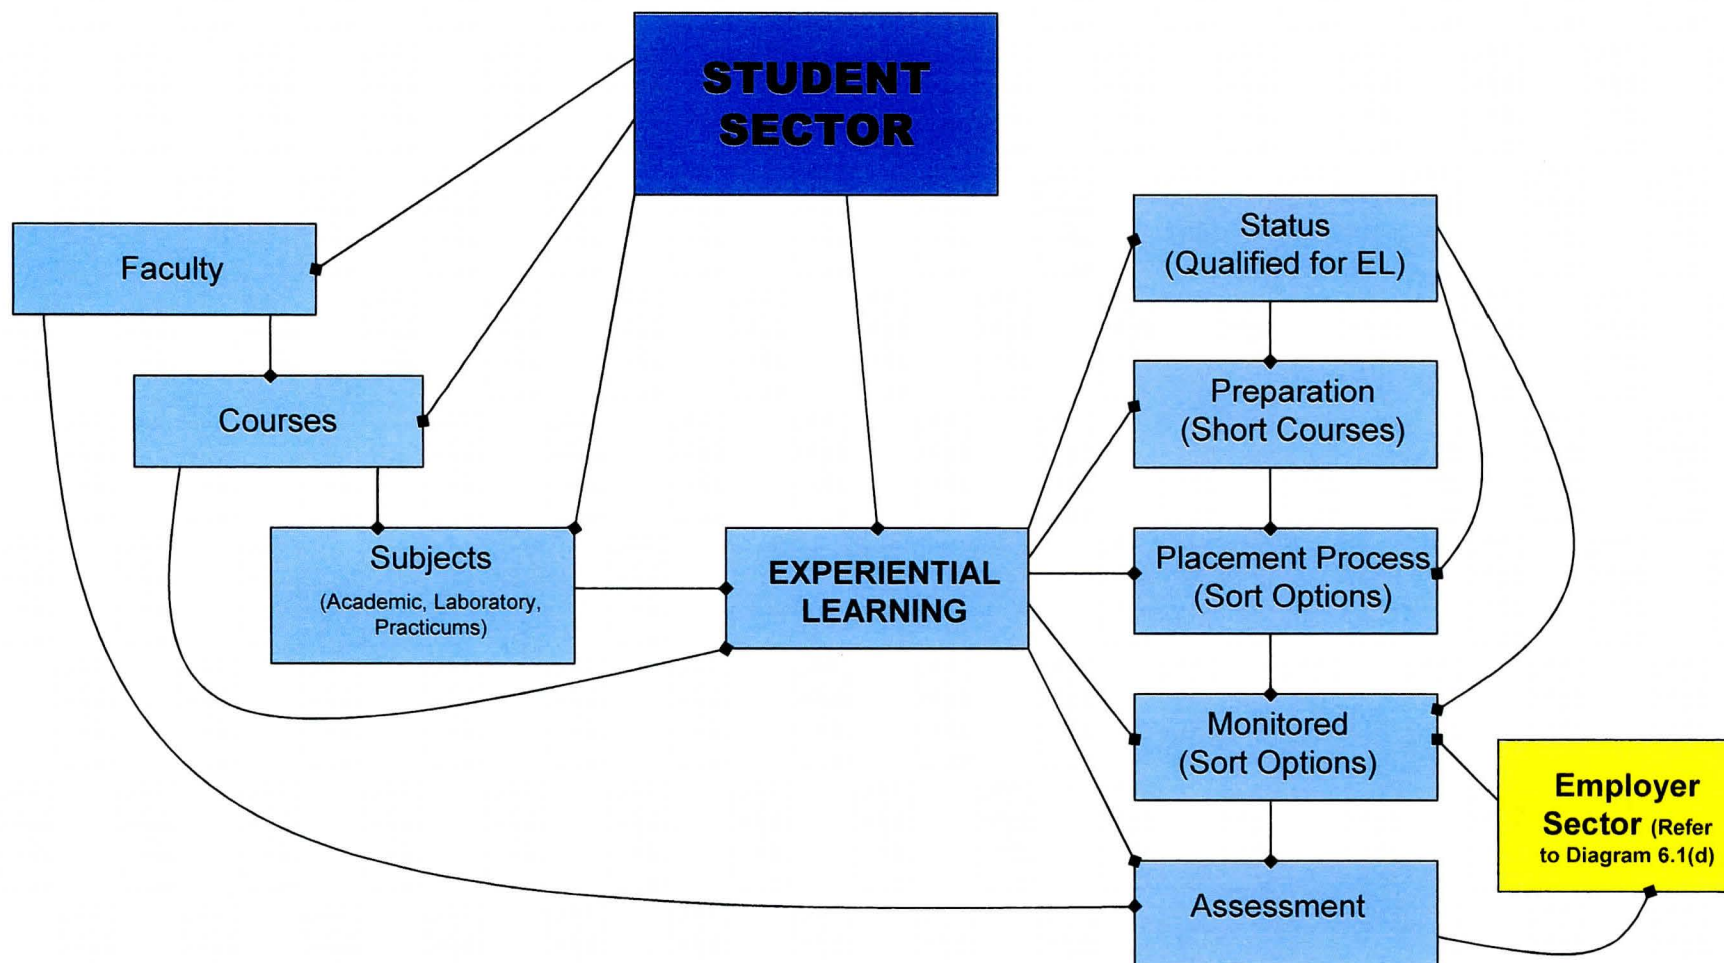 STUDENT
SECTOR
Faculty
Courses
Subjects
(Academic, Laboratory,
Practicums)
EXPERIENTIAL
LEARNING
Status
(Qualified for EL)
Preparation
(Short Courses)
Placement Process
(Sort Options)
Monitored
(Sort Options)
Assessment
Employer
Sector (Refer
to Diagram 6.1(d)